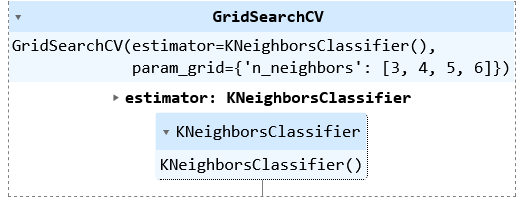 GridSearchCV
GridSearchCV(estimator=KNeighborsClassifier(),
param_grid={'n_neighbors': [3, 4, 5, 6]})
estimator: KNeighborsClassifier
KNeighborsClassifier
KNeighborsClassifier()